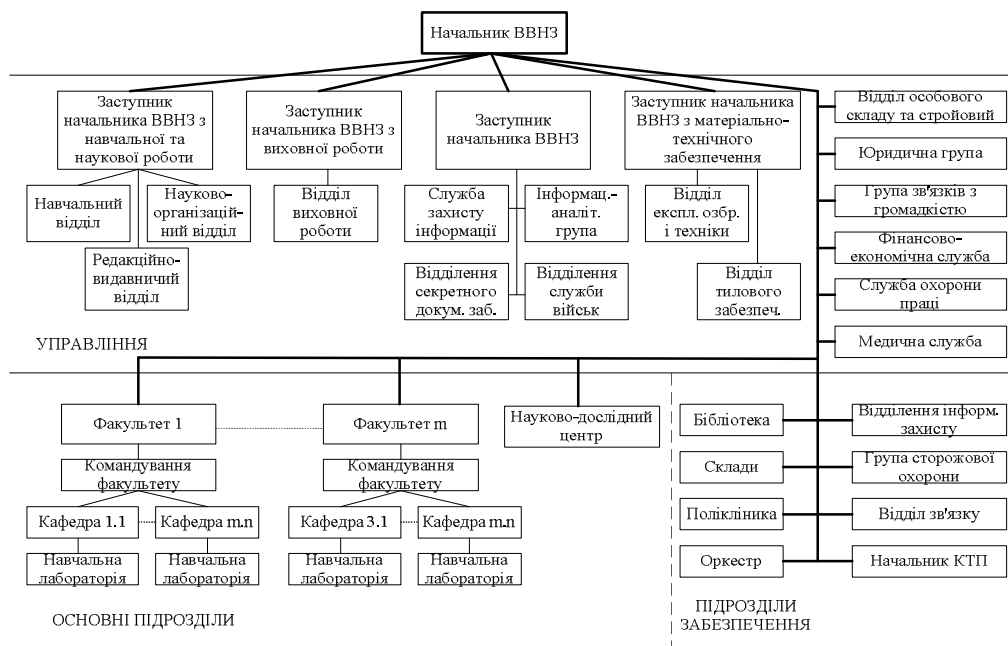 Начальник ВВНЗ
Заступник
начальника ВВНЗ з
навчальної та
наукової роботи
Заступник
начальника ВВНЗ з
виховної роботи
Заступник
начальника ВВНЗ
Заступник начальника
ВВНЗ з матеріально-
технічного
забезпечення
Навчальний
відділ
Науково-
організацій-
ний відділ
Редакційно-
видавничий
відділ
Відділ
виховної
роботи
Служба
захисту
інформації
Інформац.-
аналіт.
група
Відділення
секретного
докум. заб.
Відділення
служби
військ
Відділ
експл. озбр.
і техніки
Відділ
тилового
забезпеч.
Відділ особового
складу та стройовий
Юридична група
Група зв'язків з
громадкістю
Фінансово-
економічна служба
Служба охорони
праці
Медична служба
УПРАВЛІННЯ
Факультет 1
Факультет m
Науково-дослідний
центр
Командування
факультету
Командування
факультету
Кафедра 1.1
Кафедра m.n
Кафедра 3.1
Кафедра m.n
Навчальна
лабораторія
Навчальна
лабораторія
Навчальна
лабораторія
Навчальна
лабораторія
ОСНОВНІ ПІДРОЗДІЛИ
Бібліотека
Відділення інформ.
захисту
Склади
Група сторожової
охорони
Поліклініка
Відділ зв'язку
Оркестр
Начальник КТП
ПІДРОЗДІЛИ
ЗАБЕЗПЕЧЕННЯ